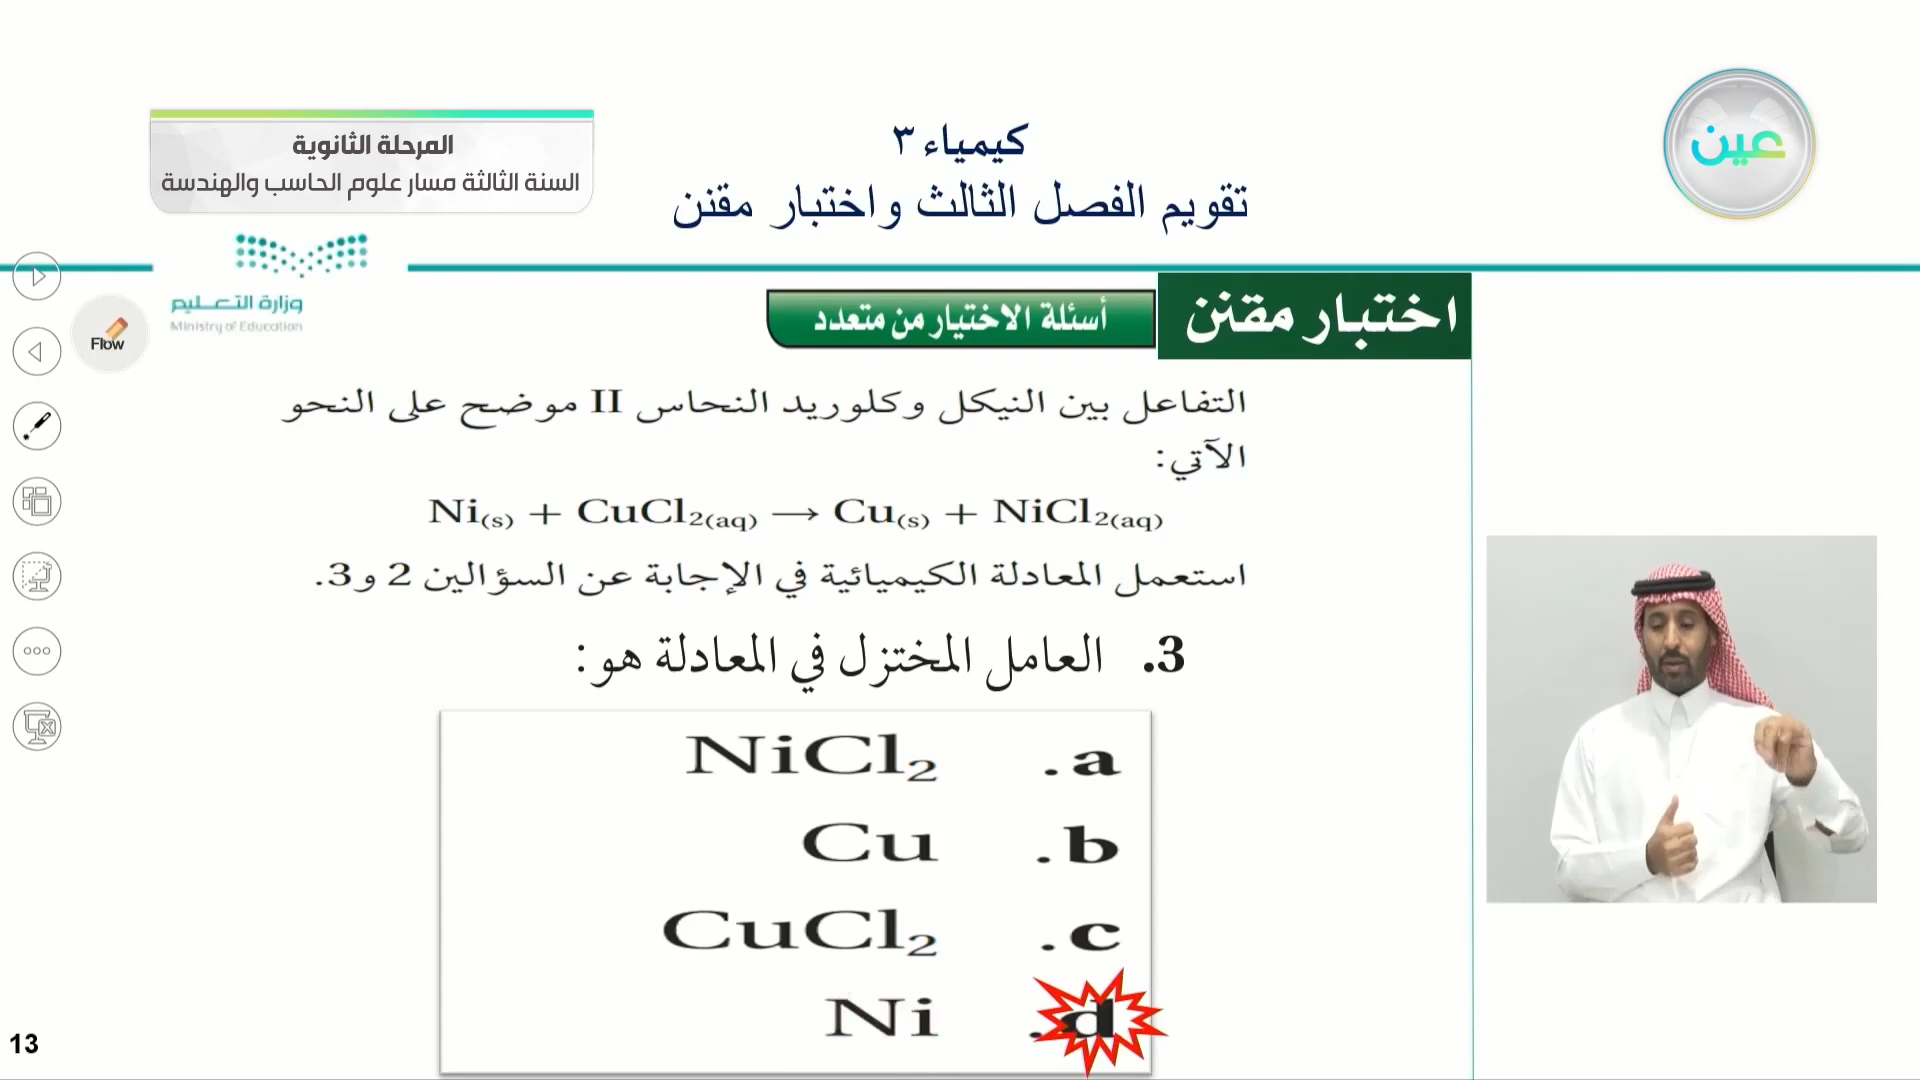 كيمياء ٣
تقويم الفصل الثالث واختبار مقنن
المرحلة الثانوية
السنة الثالثة مسار علوم الحاسب والهندسة
عين
وزارة التعليم
Ministry of Education
Flow
اختبار مقنن
أسئلة الاختيار من متعدد
التفاعل بين النيكل وكلوريد النحاس II موضح على النحو
الآتي:
Ni(s) + CuCl2(aq) → Cu(s) + NiCl2(aq)
استعمل المعادلة الكيميائية في الإجابة عن السؤالين 2 و3.
3. العامل المختزل في المعادلة هو:
a. NiCl2
b. Cu
c. CuCl2
d. Ni
13